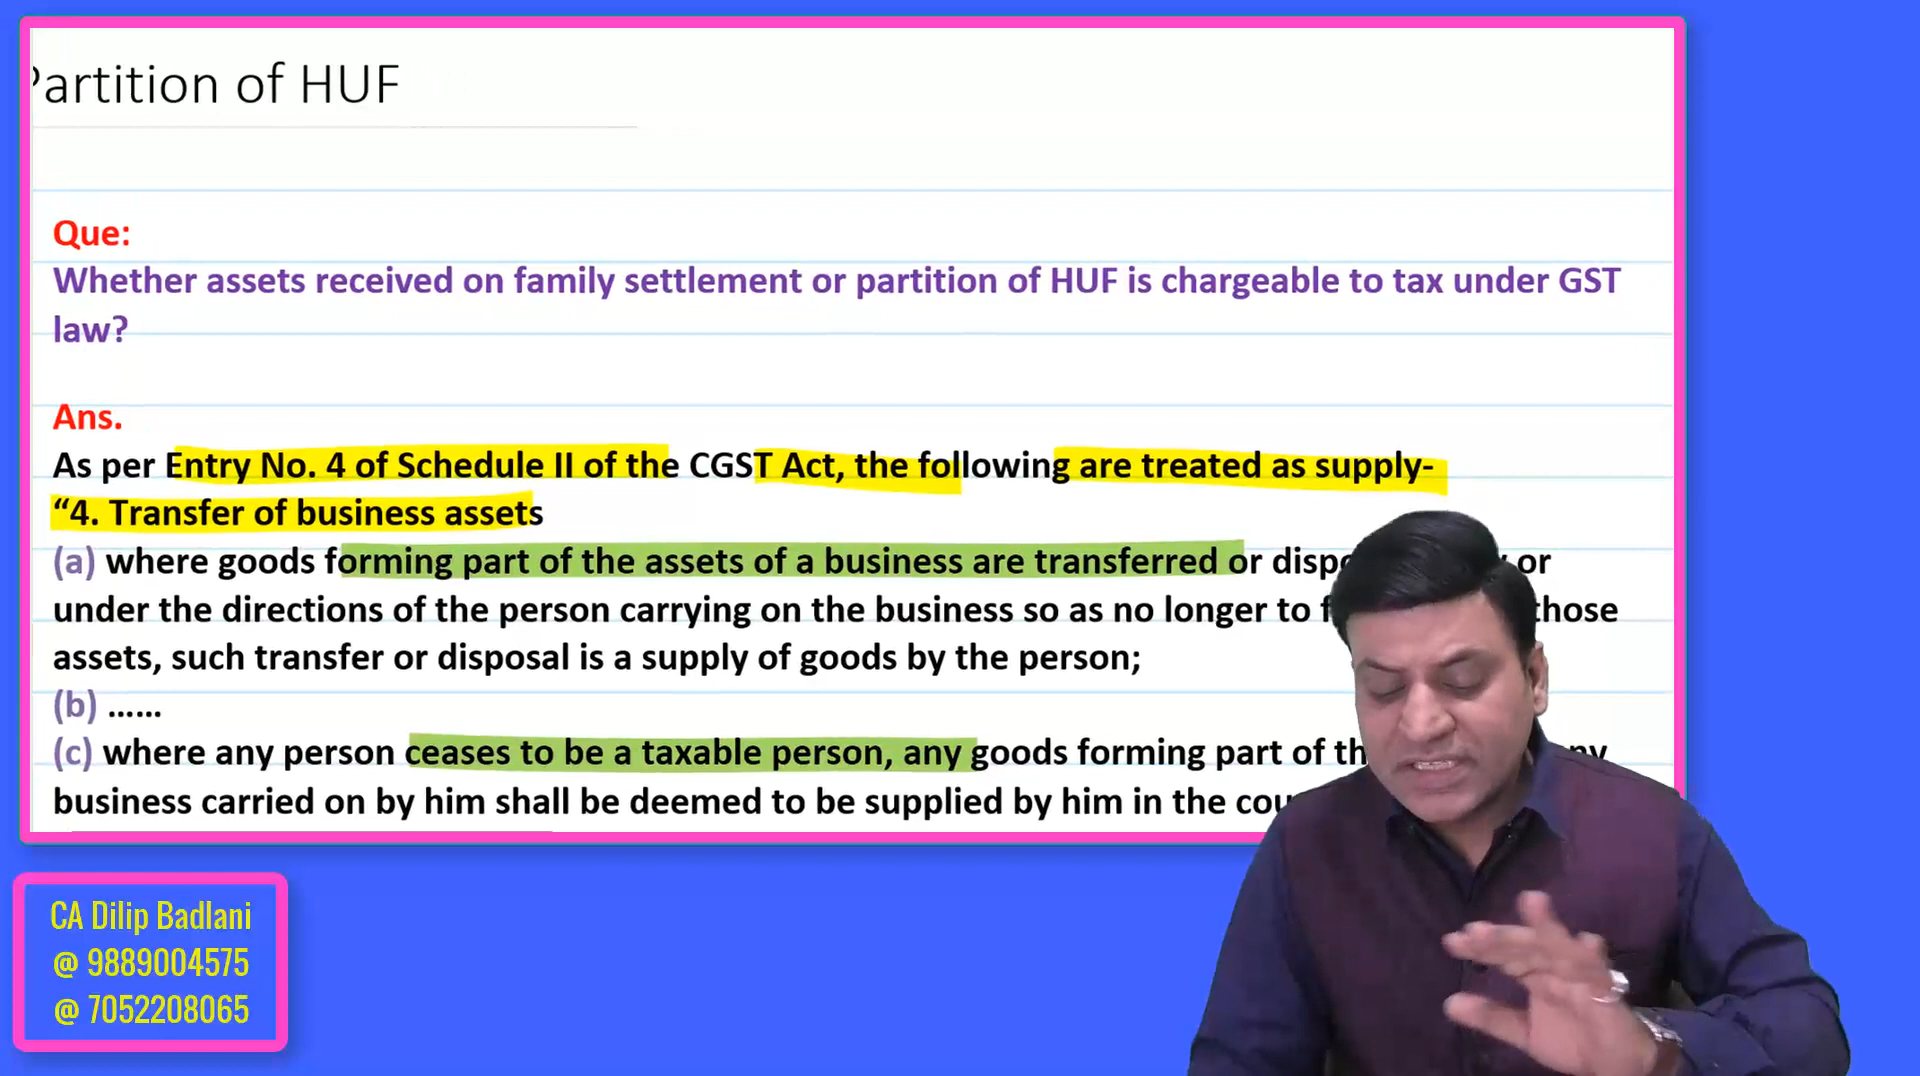 Partition of HUF
Que:
Whether assets received on family settlement or partition of HUF is chargeable to tax under GST
law?
Ans.
As per Entry No. 4 of Schedule II of the CGST Act, the following are treated as supply-
“4. Transfer of business assets
(a) where goods forming part of the assets of a business are transferred or or
under the directions of the person carrying on the business so as no longer to those
assets, such transfer or disposal is a supply of goods by the person;
(b) ......
(c) where any person ceases to be a taxable person, any goods forming part of
business carried on by him shall be deemed to be supplied by him in the
CA Dilip Badlani
@ 9889004575
@ 7052208065